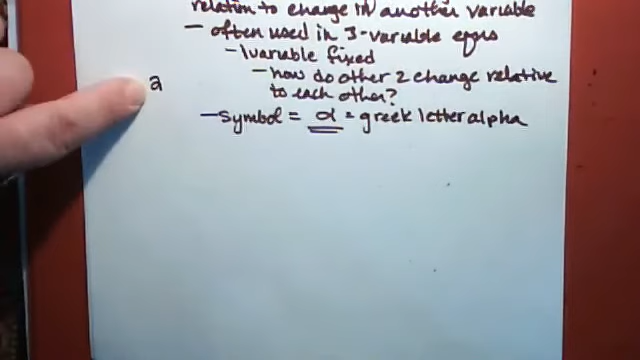 relation to change in another variable
- often used in 3-variable eqns
- 1 variable fixed
- how do other 2 change relative
to each other?
a
- symbol = α = greek letter alpha